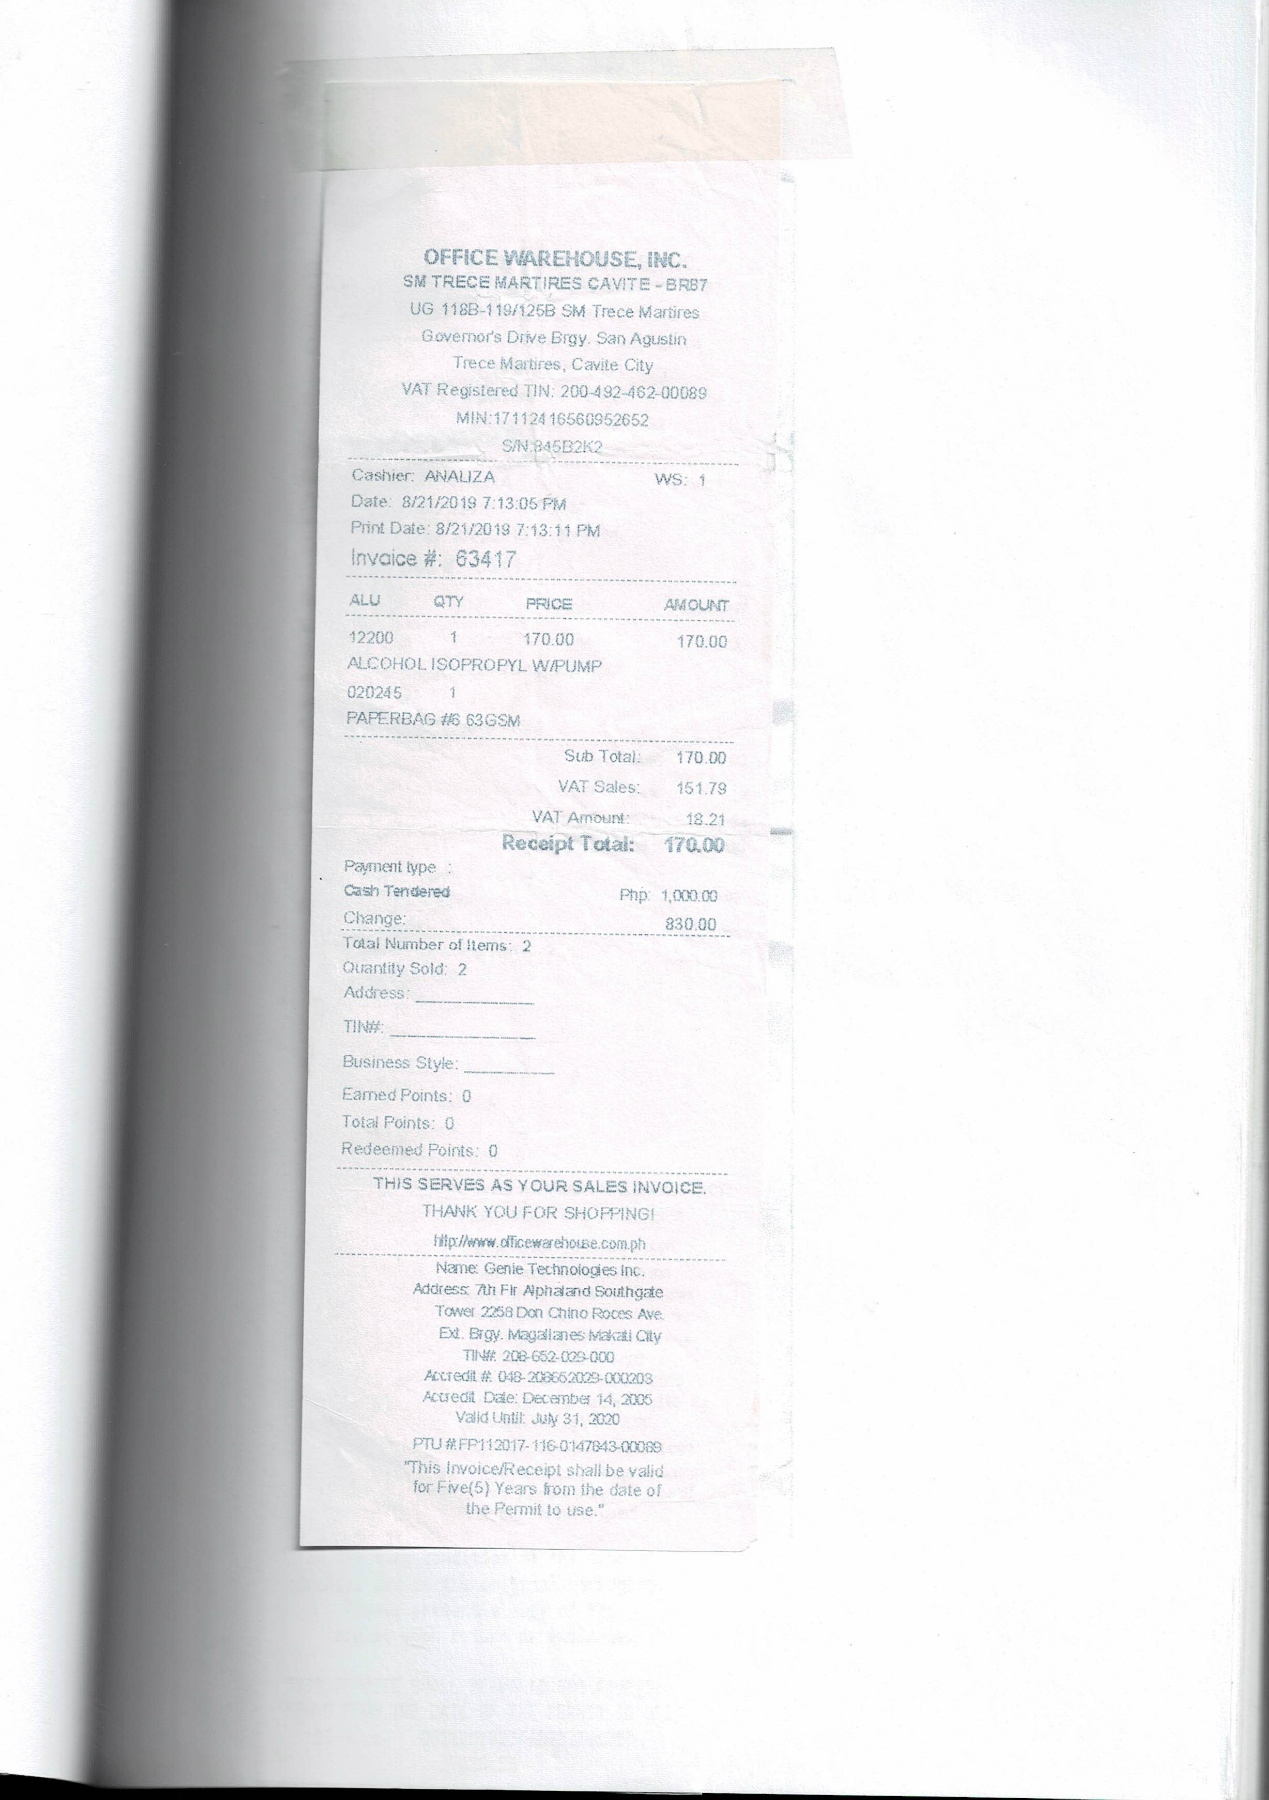 OFFICE WAREHOUSE, INC.
SM TRECE MARTIRES CAVITE - BR87
UG 118B-119/125B SM Trece Martires
Governor's Drive Brgy. San Agustin
Trece Martires, Cavite City
VAT Registered TIN: 200-492-462-00089
MIN:17112416560952652
S/N:845B2K2
Cashier: ANALIZA WS: 1
Date: 8/21/2019 7:13:05 PM
Print Date: 8/21/2019 7:13:11 PM
Invoice #: 63417
ALU QTY PRICE AMOUNT
12200 1 170.00 170.00
ALCOHOL ISOPROPYL W/PUMP
020245 1
PAPERBAG #6 63GSM
Sub Total: 170.00
VAT Sales: 151.79
VAT Amount: 18.21
Receipt Total: 170.00
Payment type :
Cash Tendered Php: 1,000.00
Change: 830.00
Total Number of Items: 2
Quantity Sold: 2
Address: ____________
TIN#: ______________
Business Style: _________
Earned Points: 0
Total Points: 0
Redeemed Points: 0
THIS SERVES AS YOUR SALES INVOICE.
THANK YOU FOR SHOPPING!
http://www.officewarehouse.com.ph
Name: Genie Technologies Inc.
Address: 7th Flr Alphaland Southgate
Tower 2258 Don Chino Roces Ave.
Ext. Brgy. Magallanes Makati City
TIN#: 208-652-029-000
Accredit #: 048-208652029-000203
Accredit Date: December 14, 2005
Valid Until: July 31, 2020
PTU #:FP112017-116-0147843-00089
"This Invoice/Receipt shall be valid
for Five(5) Years from the date of
the Permit to use."